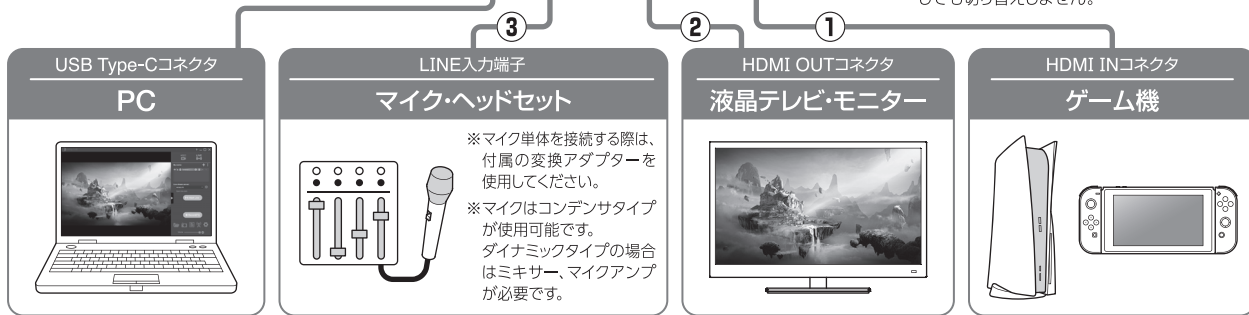 しても切り替えしません。
③
②
①
USB Type-Cコネクタ
PC
LINE入力端子
マイク・ヘッドセット
※マイク単体を接続する際は、
付属の変換アダプターを
使用してください。
※マイクはコンデンサタイプ
が使用可能です。
ダイナミックタイプの場合
はミキサー、マイクアンプ
が必要です。
HDMI OUTコネクタ
液晶テレビ・モニター
HDMI INコネクタ
ゲーム機